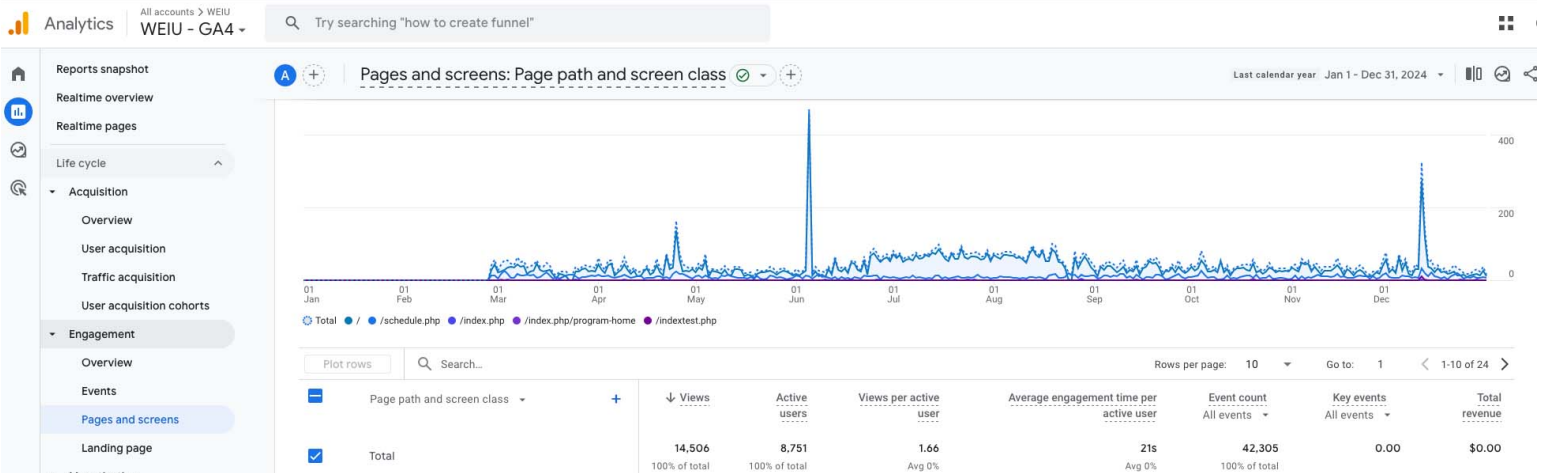 All accounts > WEIU
Analytics
WEIU - GA4
Try searching "how to create funnel"
Reports snapshot
Realtime overview
Realtime pages
Life cycle
Acquisition
Overview
User acquisition
Traffic acquisition
User acquisition cohorts
Engagement
Overview
Events
Pages and screens
Landing page
A
Pages and screens: Page path and screen class
Last calendar year Jan 1 - Dec 31, 2024
400
200
0
01 Jan
01 Feb
01 Mar
01 Apr
01 May
01 Jun
01 Jul
01 Aug
01 Sep
01 Oct
01 Nov
01 Dec
Total / /schedule.php /index.php /index.php/program-home /indextest.php
Plot rows
Search...
Rows per page: 10
Go to: 1
1-10 of 24
Page path and screen class
Views
Active users
Views per active user
Average engagement time per active user
Event count
All events
Key events
All events
Total revenue
Total
14,506
100% of total
8,751
100% of total
1.66
Avg 0%
21s
Avg 0%
42,305
100% of total
0.00
$0.00